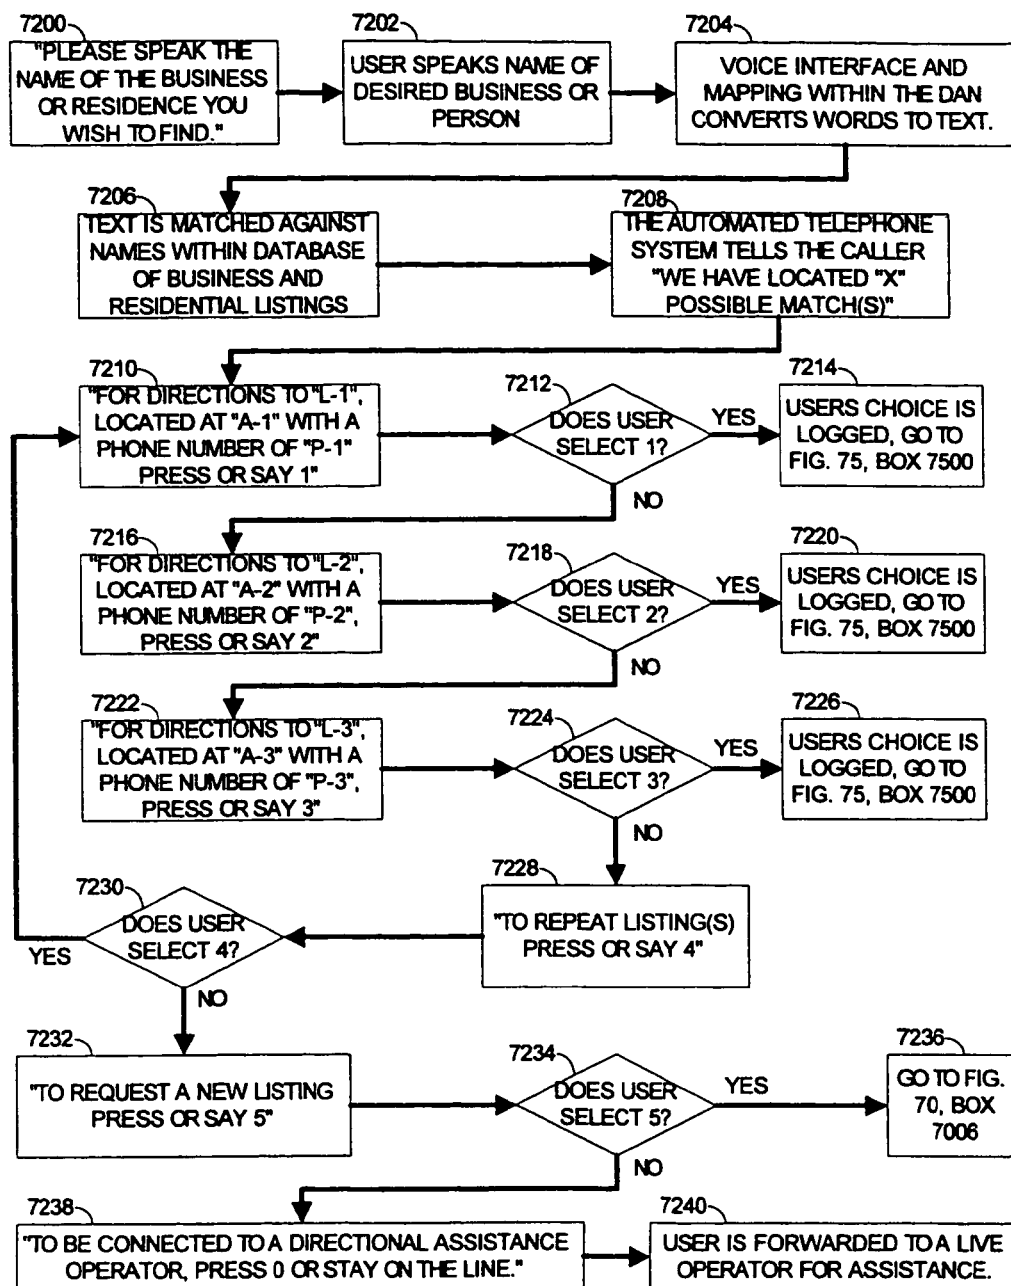 7200
"PLEASE SPEAK THE
NAME OF THE BUSINESS
OR RESIDENCE YOU
WISH TO FIND."
7202
USER SPEAKS NAME OF
DESIRED BUSINESS OR
PERSON
7204
VOICE INTERFACE AND
MAPPING WITHIN THE DAN
CONVERTS WORDS TO TEXT.
7206
TEXT IS MATCHED AGAINST
NAMES WITHIN DATABASE
OF BUSINESS AND
RESIDENTIAL LISTINGS
7208
THE AUTOMATED TELEPHONE
SYSTEM TELLS THE CALLER
"WE HAVE LOCATED "X"
POSSIBLE MATCH(S)"
7210
"FOR DIRECTIONS TO "L-1",
LOCATED AT "A-1" WITH A
PHONE NUMBER OF "P-1"
PRESS OR SAY 1"
7212
DOES USER
SELECT 1?
YES
NO
7214
USERS CHOICE IS
LOGGED, GO TO
FIG. 75, BOX 7500
7216
"FOR DIRECTIONS TO "L-2",
LOCATED AT "A-2" WITH A
PHONE NUMBER OF "P-2",
PRESS OR SAY 2"
7218
DOES USER
SELECT 2?
YES
NO
7220
USERS CHOICE IS
LOGGED, GO TO
FIG. 75, BOX 7500
7222
"FOR DIRECTIONS TO "L-3",
LOCATED AT "A-3" WITH A
PHONE NUMBER OF "P-3",
PRESS OR SAY 3"
7224
DOES USER
SELECT 3?
YES
NO
7226
USERS CHOICE IS
LOGGED, GO TO
FIG. 75, BOX 7500
7228
"TO REPEAT LISTING(S)
PRESS OR SAY 4"
7230
DOES USER
SELECT 4?
YES
NO
7232
"TO REQUEST A NEW LISTING
PRESS OR SAY 5"
7234
DOES USER
SELECT 5?
YES
NO
7236
GO TO FIG.
70, BOX
7006
7238
"TO BE CONNECTED TO A DIRECTIONAL ASSISTANCE
OPERATOR, PRESS 0 OR STAY ON THE LINE."
7240
USER IS FORWARDED TO A LIVE
OPERATOR FOR ASSISTANCE.